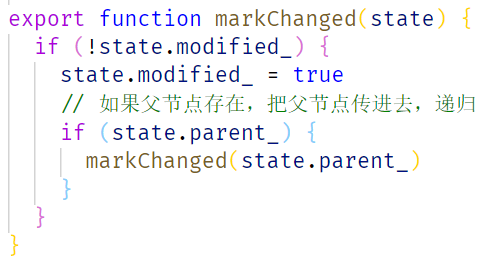 export function markChanged(state) {
  if (!state.modified_) {
    state.modified_ = true
    // 如果父节点存在，把父节点传进去，递归
    if (state.parent_) {
      markChanged(state.parent_)
    }
  }
}